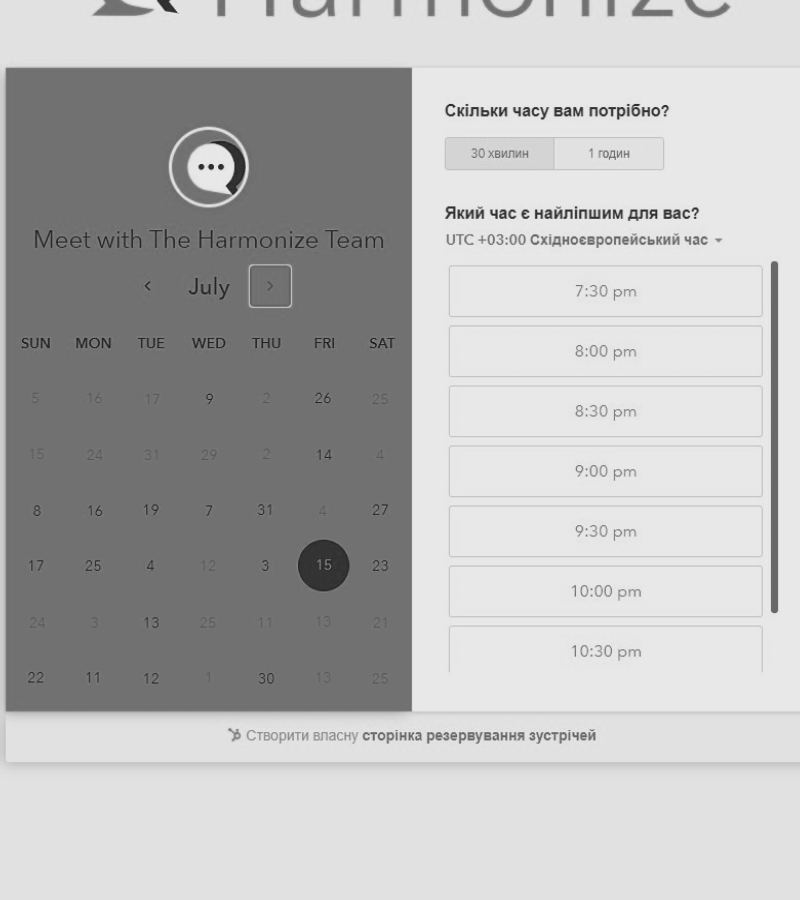 Harmonize
Meet with The Harmonize Team
July
SUN MON TUE WED THU FRI SAT
5 16 17 9 2 26 25
15 24 31 29 2 14 4
8 16 19 7 31 4 27
17 25 4 12 3 15 23
24 3 13 25 11 13 21
22 11 12 1 30 13 25
Скільки часу вам потрібно?
30 хвилин 1 годин
Який час є найліпшим для вас?
UTC +03:00 Східноєвропейський час
7:30 pm
8:00 pm
8:30 pm
9:00 pm
9:30 pm
10:00 pm
10:30 pm
Створити власну сторінка резервування зустрічей